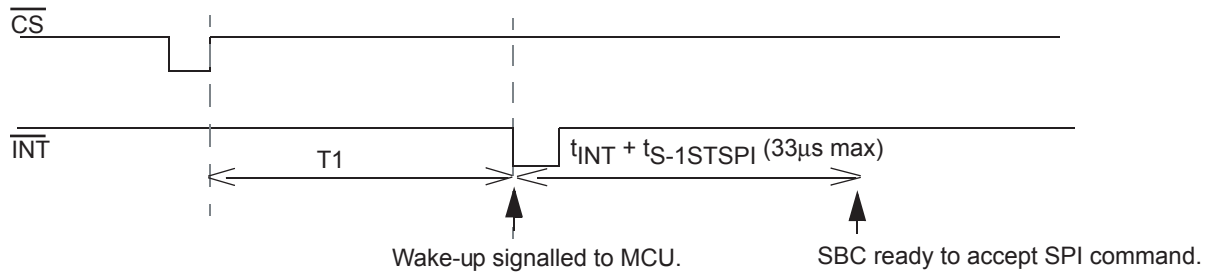 CS
INT
T1
tINT + tS-1STSPI (33μs max)
Wake-up signalled to MCU.
SBC ready to accept SPI command.